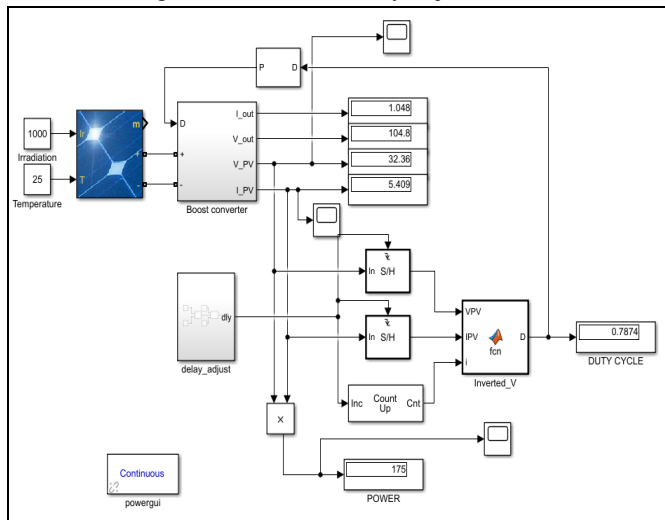 P D
1000
Irradiation
25
Temperature
Ir
T
m
+
-
D
+
-
I_out
V_out
V_PV
I_PV
Boost converter
1.048
104.8
32.36
5.409
In S/H
In S/H
dly
delay_adjust
VPV
IPV
i
fcn
D
Inverted_V
0.7874
DUTY CYCLE
Inc Count Up Cnt
×
175
POWER
Continuous
powergui